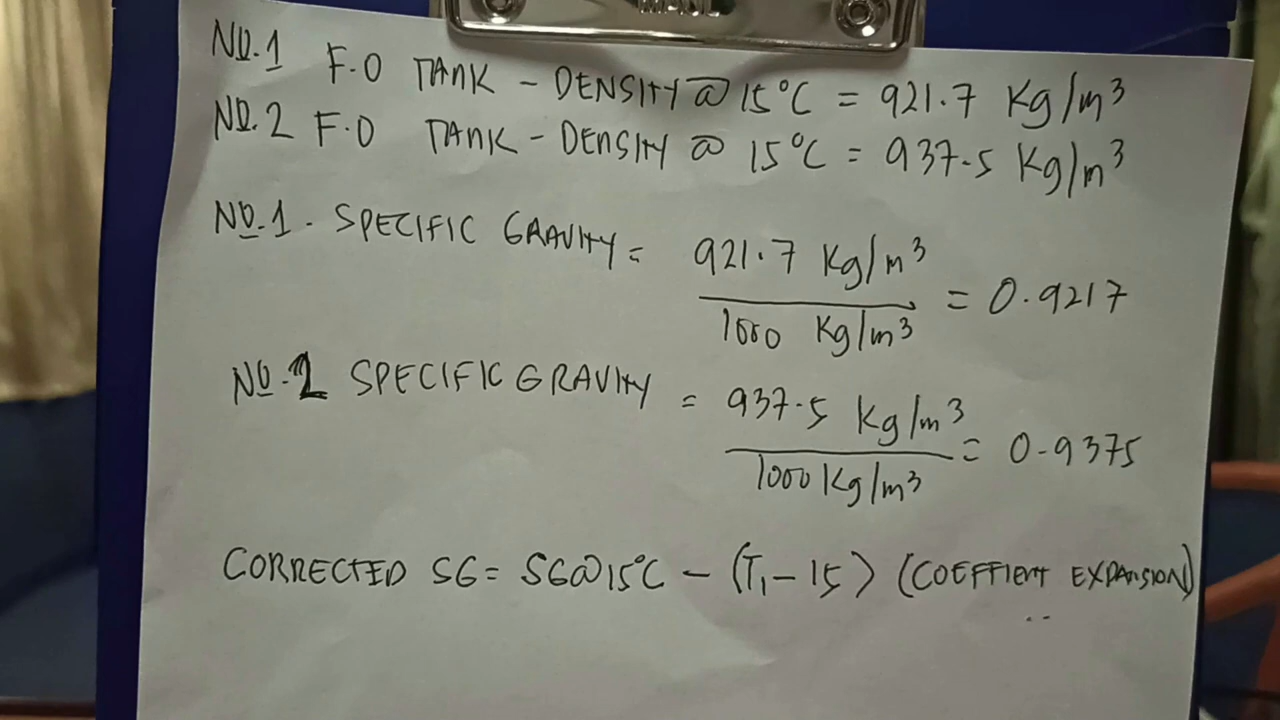 No.1 F.O TANK - DENSITY @ 15°C = 921.7 Kg/m³
No.2 F.O TANK - DENSITY @ 15°C = 937.5 Kg/m³
No.1 - SPECIFIC GRAVITY = 921.7 Kg/m³ / 1000 Kg/m³ = 0.9217
No.2 SPECIFIC GRAVITY = 937.5 Kg/m³ / 1000 Kg/m³ = 0.9375
CORRECTED SG = SG@15°C - (T₁ - 15) (COEFFIENT EXPANSION)